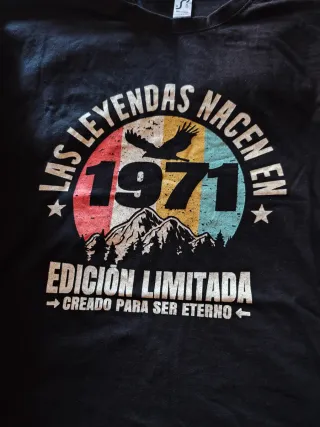 LAS LEYENDAS NACEN EN
1971
EDICIÓN LIMITADA
→ CREADO PARA SER ETERNO ←